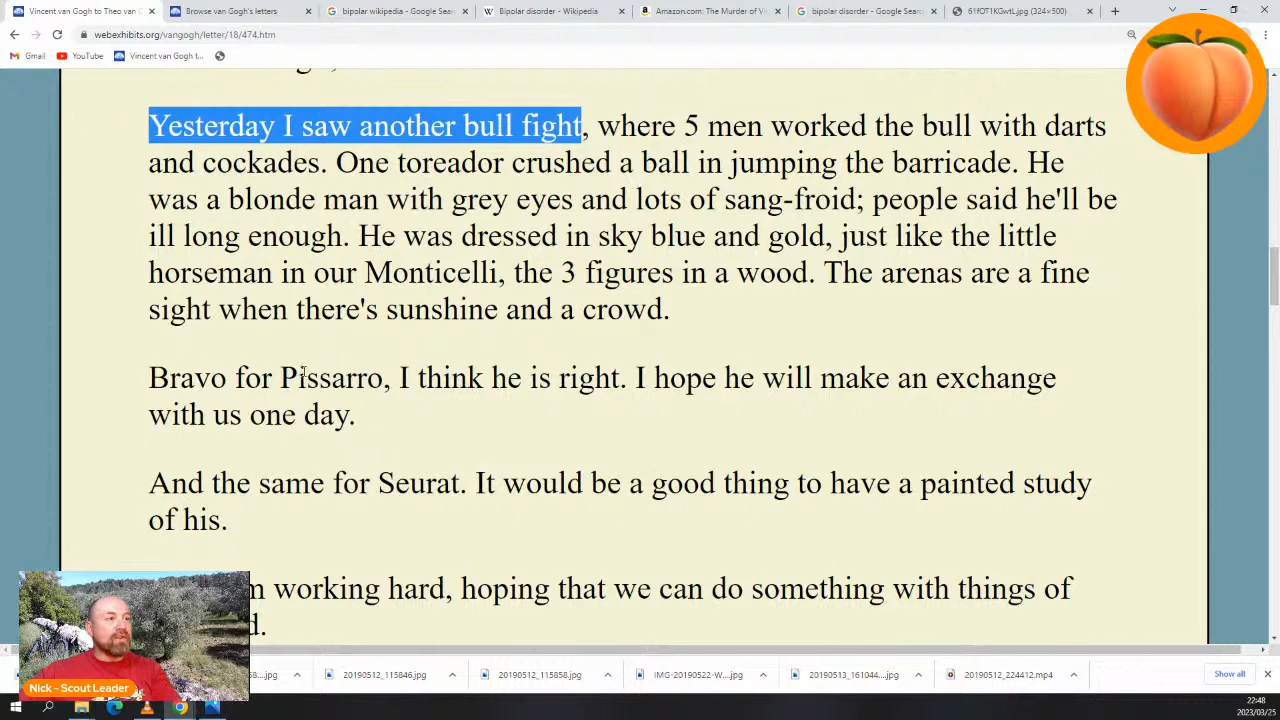 Vincent van Gogh to Theo van G
Browse van Gogh's letters
bipolar wikipedia - Google Sea
Bipolar disorder - Wikipedia
Amazon.com: The Murder of Vi
bipolar disorder - Google Sear
61fOT1KGwtL.jpg (324×500)
webexhibits.org/vangogh/letter/18/474.htm
Gmail
YouTube
Vincent van Gogh t...
Yesterday I saw another bull fight, where 5 men worked the bull with darts
and cockades. One toreador crushed a ball in jumping the barricade. He
was a blonde man with grey eyes and lots of sang-froid; people said he'll be
ill long enough. He was dressed in sky blue and gold, just like the little
horseman in our Monticelli, the 3 figures in a wood. The arenas are a fine
sight when there's sunshine and a crowd.
Bravo for Pissarro, I think he is right. I hope he will make an exchange
with us one day.
And the same for Seurat. It would be a good thing to have a painted study
of his.
working hard, hoping that we can do something with things of
Nick - Scout Leader
20190512_115846.jpg
IMG-20190522-W....jpg
20190513_161044....jpg
20190512_224412.mp4
Show all
22:48
2023/03/25